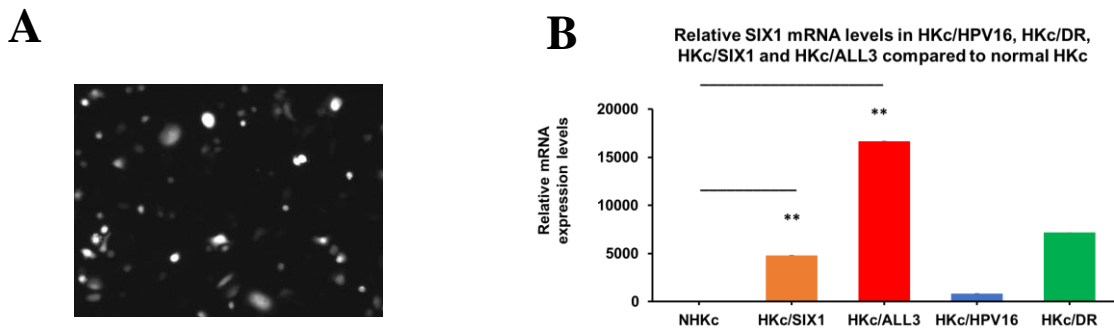 A
B
Relative SIX1 mRNA levels in HKc/HPV16, HKc/DR,
HKc/SIX1 and HKc/ALL3 compared to normal HKc
Relative mRNA
expression levels
20000
15000
10000
5000
0
**
**
NHKc HKc/SIX1 HKc/ALL3 HKc/HPV16 HKc/DR